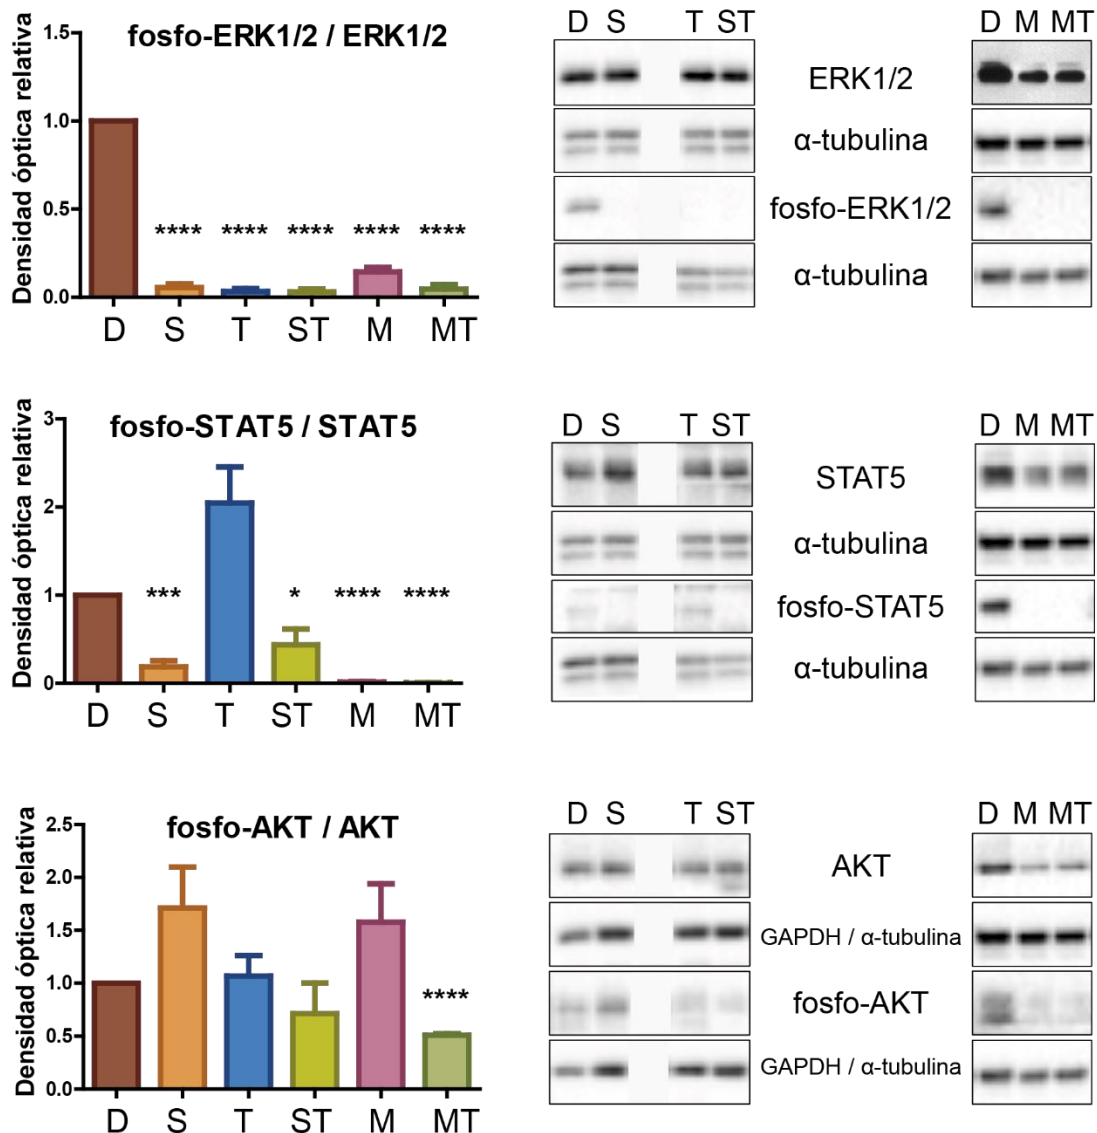 fosfo-ERK1/2 / ERK1/2
Densidad óptica relativa
1.5
1.0
0.5
0.0
**** **** **** **** ****
D S T ST M MT
D S T ST
D M MT
ERK1/2
α-tubulina
fosfo-ERK1/2
α-tubulina
fosfo-STAT5 / STAT5
Densidad óptica relativa
3
2
1
0
*** * **** ****
D S T ST M MT
D S T ST
D M MT
STAT5
α-tubulina
fosfo-STAT5
α-tubulina
fosfo-AKT / AKT
Densidad óptica relativa
2.5
2.0
1.5
1.0
0.5
0.0
****
D S T ST M MT
D S T ST
D M MT
AKT
GAPDH / α-tubulina
fosfo-AKT
GAPDH / α-tubulina